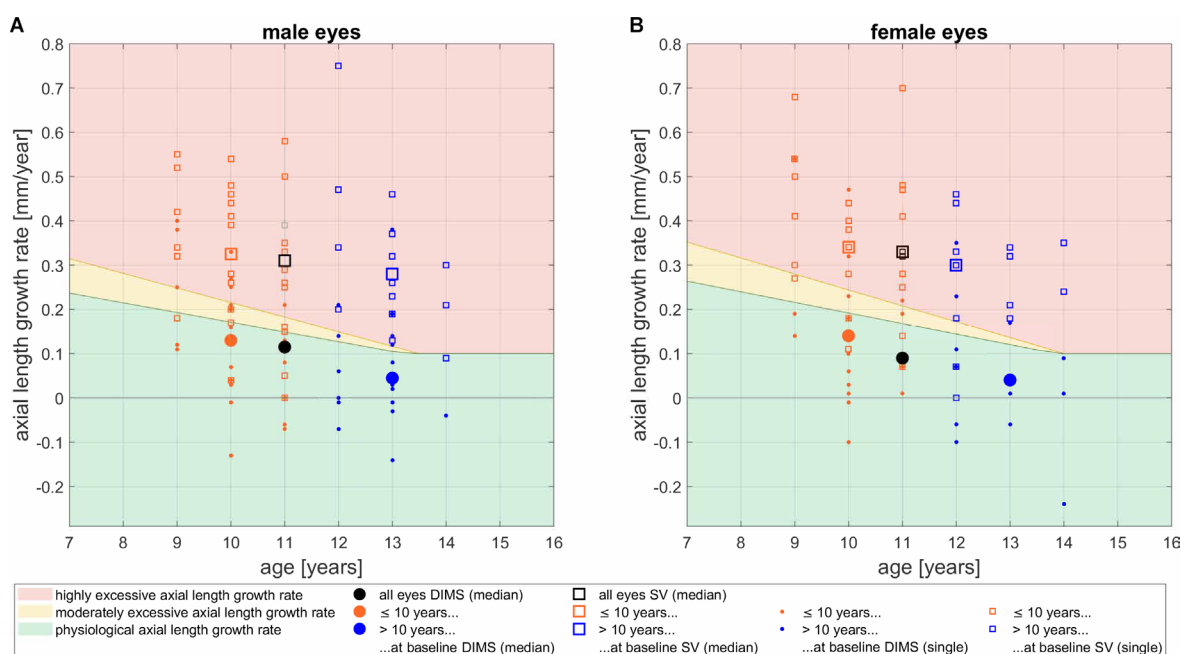 A
male eyes
0.8
0.7
0.6
0.5
0.4
0.3
0.2
0.1
0
-0.1
-0.2
axial length growth rate [mm/year]
7 8 9 10 11 12 13 14 15 16
age [years]
B
female eyes
0.8
0.7
0.6
0.5
0.4
0.3
0.2
0.1
0
-0.1
-0.2
axial length growth rate [mm/year]
7 8 9 10 11 12 13 14 15 16
age [years]
highly excessive axial length growth rate
moderately excessive axial length growth rate
physiological axial length growth rate
all eyes DIMS (median)
≤ 10 years...
> 10 years...
...at baseline DIMS (median)
all eyes SV (median)
≤ 10 years...
> 10 years...
...at baseline SV (median)
≤ 10 years...
> 10 years...
...at baseline DIMS (single)
≤ 10 years...
> 10 years...
...at baseline SV (single)